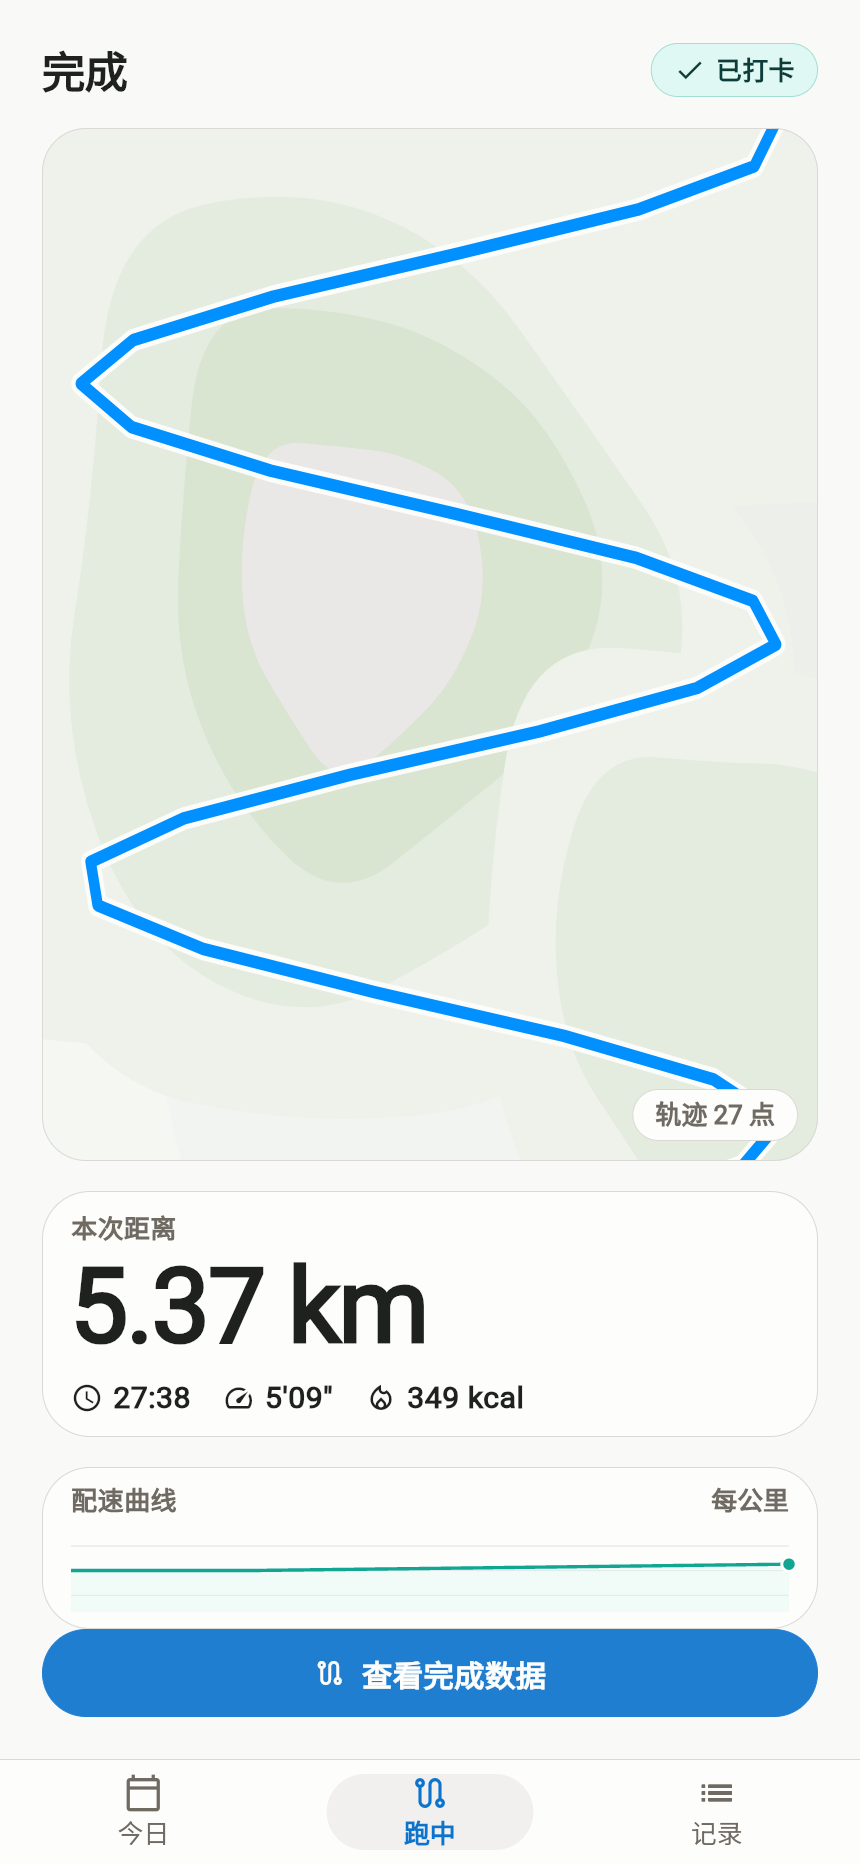 完成
已打卡
轨迹 27 点
本次距离
5.37 km
27:38 5'09" 349 kcal
配速曲线 每公里
查看完成数据
今日 跑中 记录